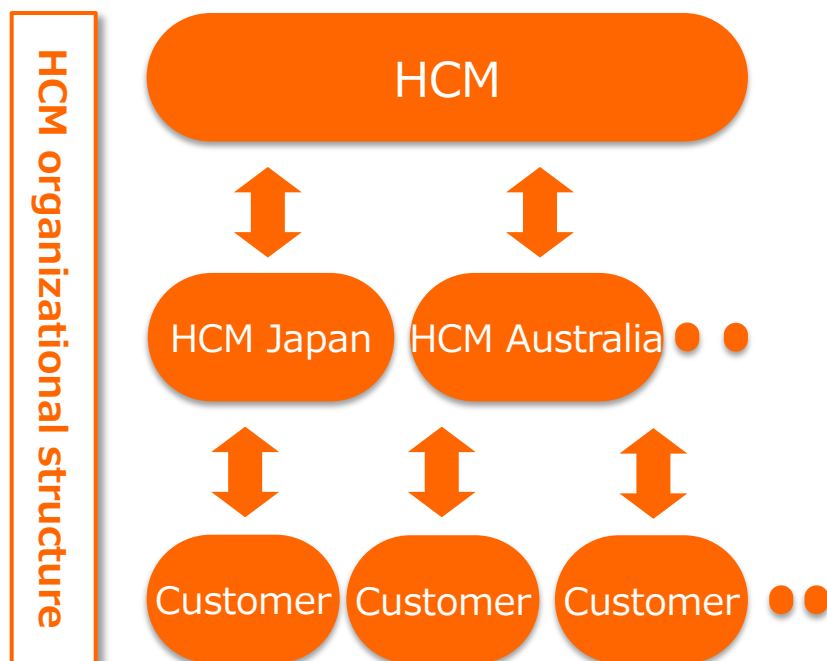 HCM organizational structure
HCM
HCM Japan
HCM Australia
Customer
Customer
Customer